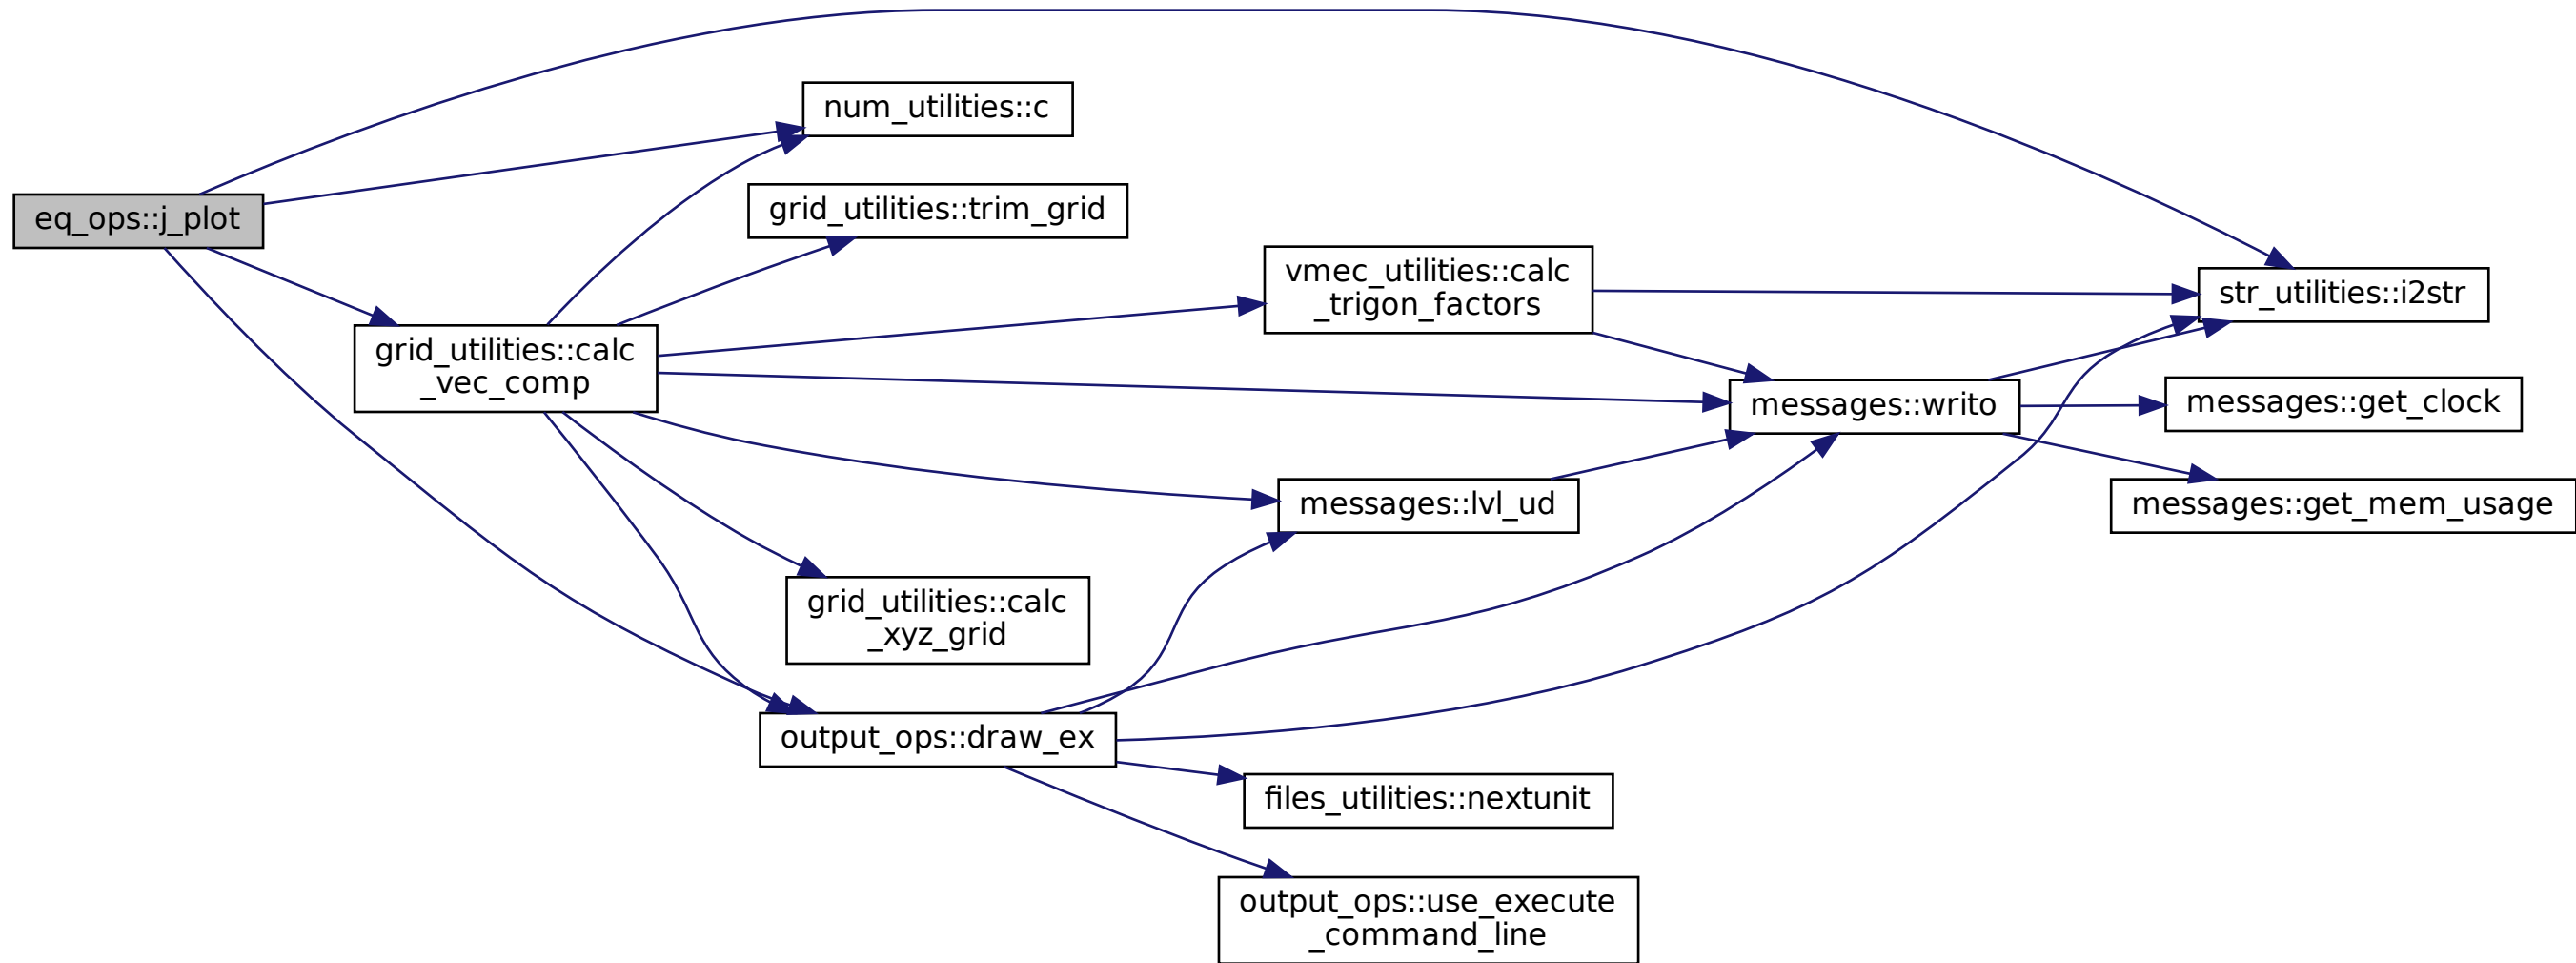 eq_ops::j_plot
num_utilities::c
grid_utilities::trim_grid
grid_utilities::calc
_vec_comp
vmec_utilities::calc
_trigon_factors
str_utilities::i2str
messages::writo
messages::get_clock
messages::lvl_ud
messages::get_mem_usage
grid_utilities::calc
_xyz_grid
output_ops::draw_ex
files_utilities::nextunit
output_ops::use_execute
_command_line